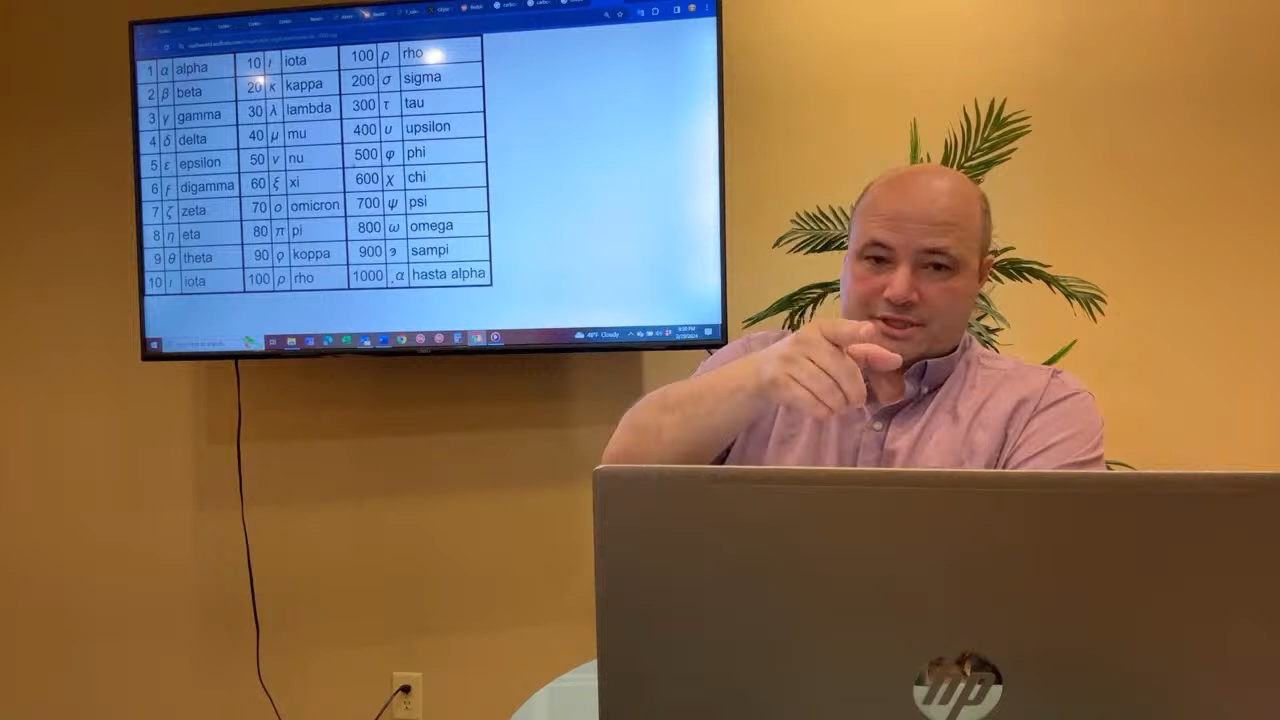 1 α alpha 10 ι iota 100 ρ rho
2 β beta 20 κ kappa 200 σ sigma
3 γ gamma 30 λ lambda 300 τ tau
4 δ delta 40 μ mu 400 υ upsilon
5 ε epsilon 50 ν nu 500 φ phi
6 ϝ digamma 60 ξ xi 600 χ chi
7 ζ zeta 70 ο omicron 700 ψ psi
8 η eta 80 π pi 800 ω omega
9 θ theta 90 ϙ koppa 900 ϡ sampi
10 ι iota 100 ρ rho 1000 ͵α hasta alpha
48°F Cloudy
hp